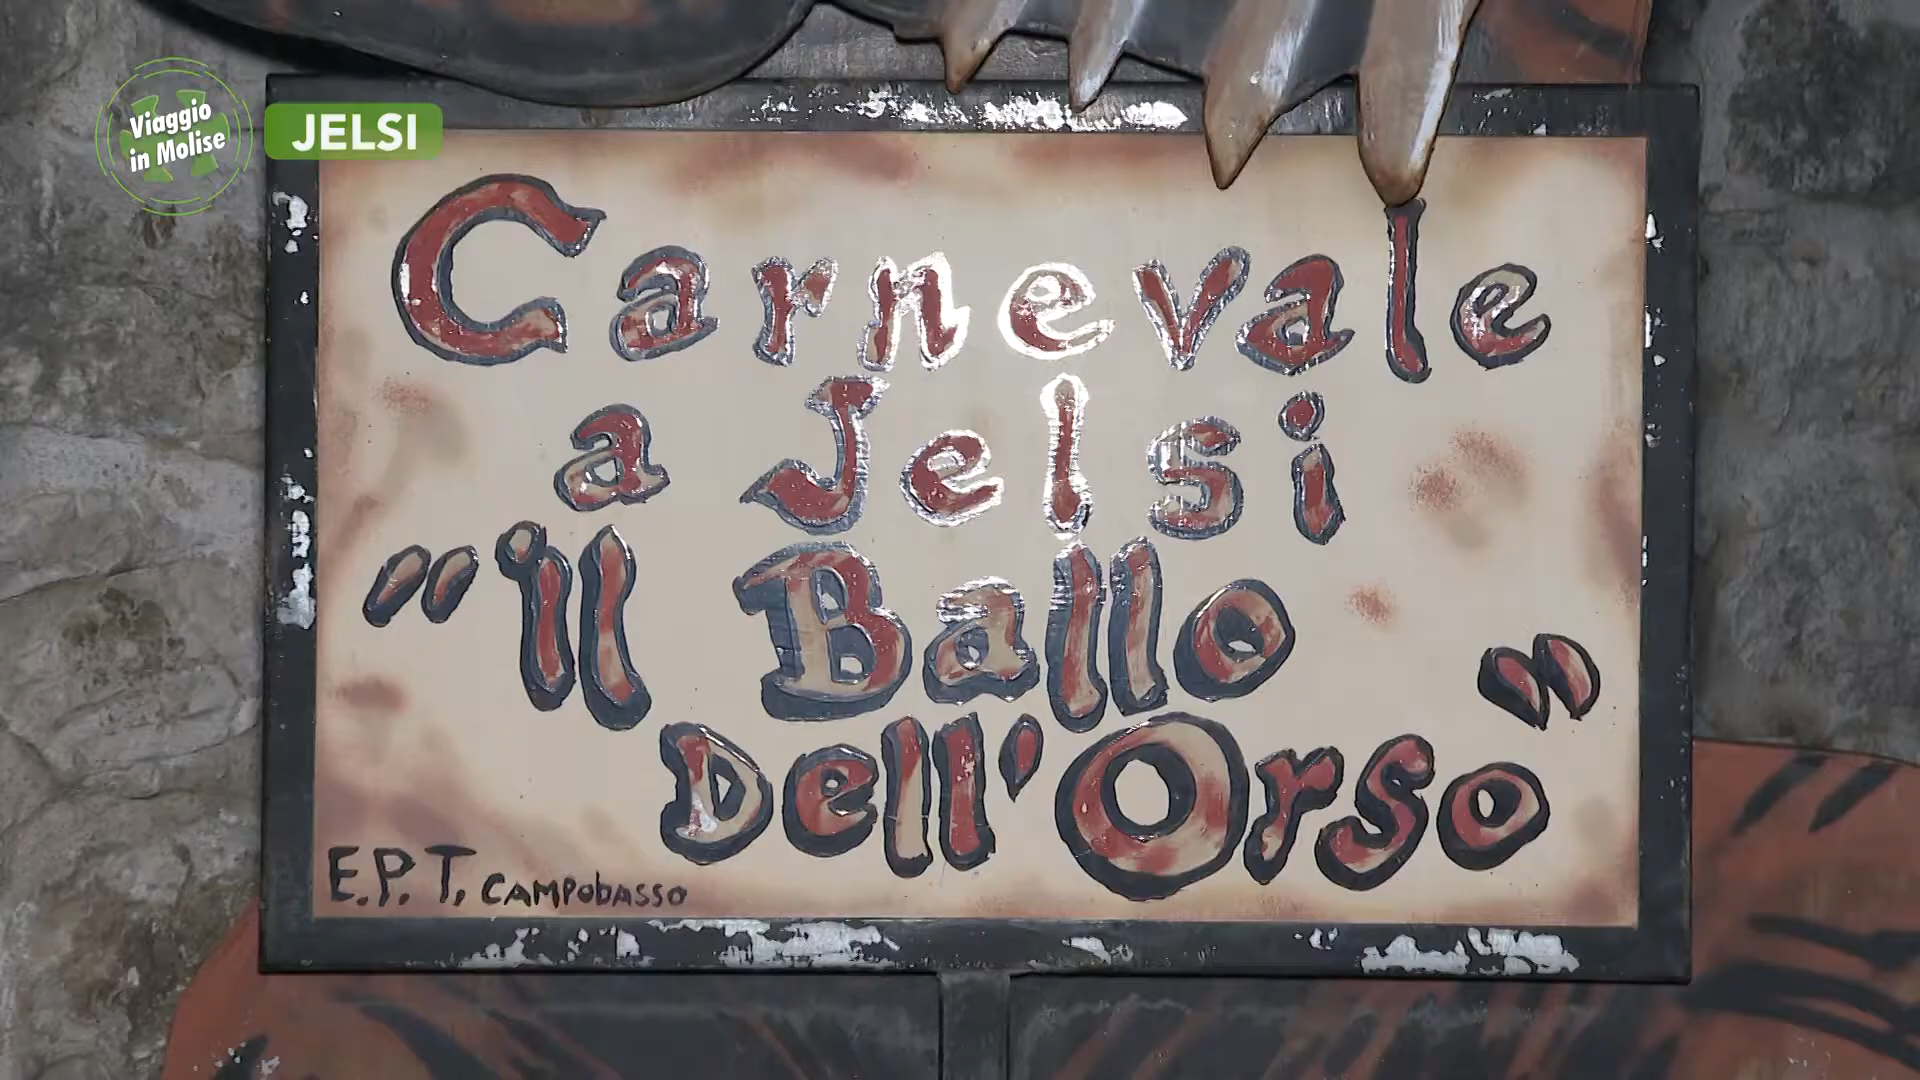 Viaggio
in Molise
JELSI
Carnevale
a Jelsi
"il Ballo
Dell'Orso"
E.P.T. CAMPObASSO